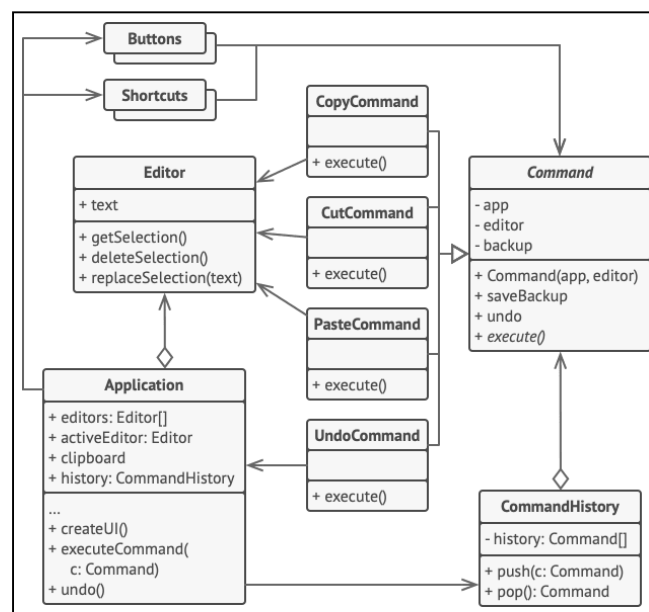 Buttons
Shortcuts
CopyCommand
+ execute()
Editor
+ text
+ getSelection()
+ deleteSelection()
+ replaceSelection(text)
CutCommand
+ execute()
PasteCommand
+ execute()
UndoCommand
+ execute()
Command
- app
- editor
- backup
+ Command(app, editor)
+ saveBackup
+ undo
+ execute()
Application
+ editors: Editor[]
+ activeEditor: Editor
+ clipboard
+ history: CommandHistory
...
+ createUI()
+ executeCommand(
c: Command)
+ undo()
CommandHistory
- history: Command[]
+ push(c: Command)
+ pop(): Command